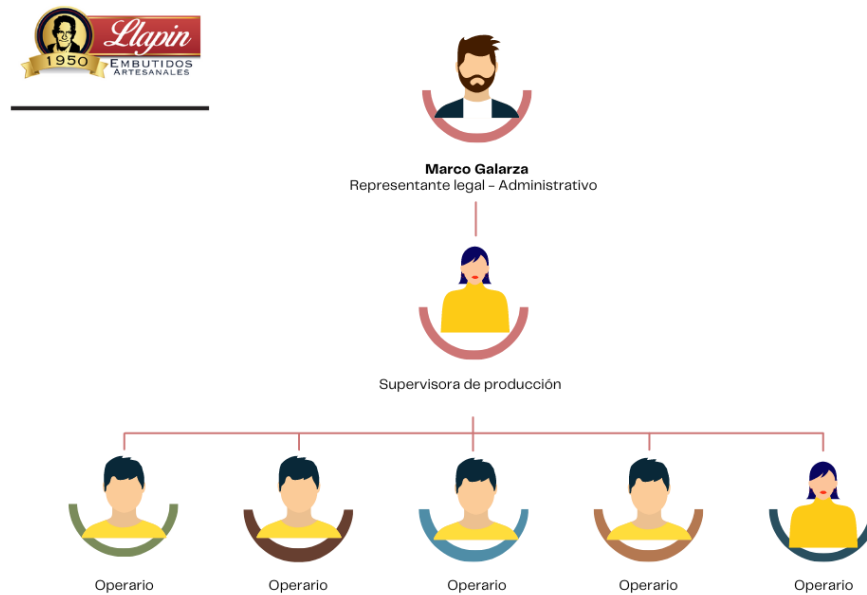 Llapin
1950
EMBUTIDOS
ARTESANALES
Marco Galarza
Representante legal - Administrativo
Supervisora de producción
Operario
Operario
Operario
Operario
Operario